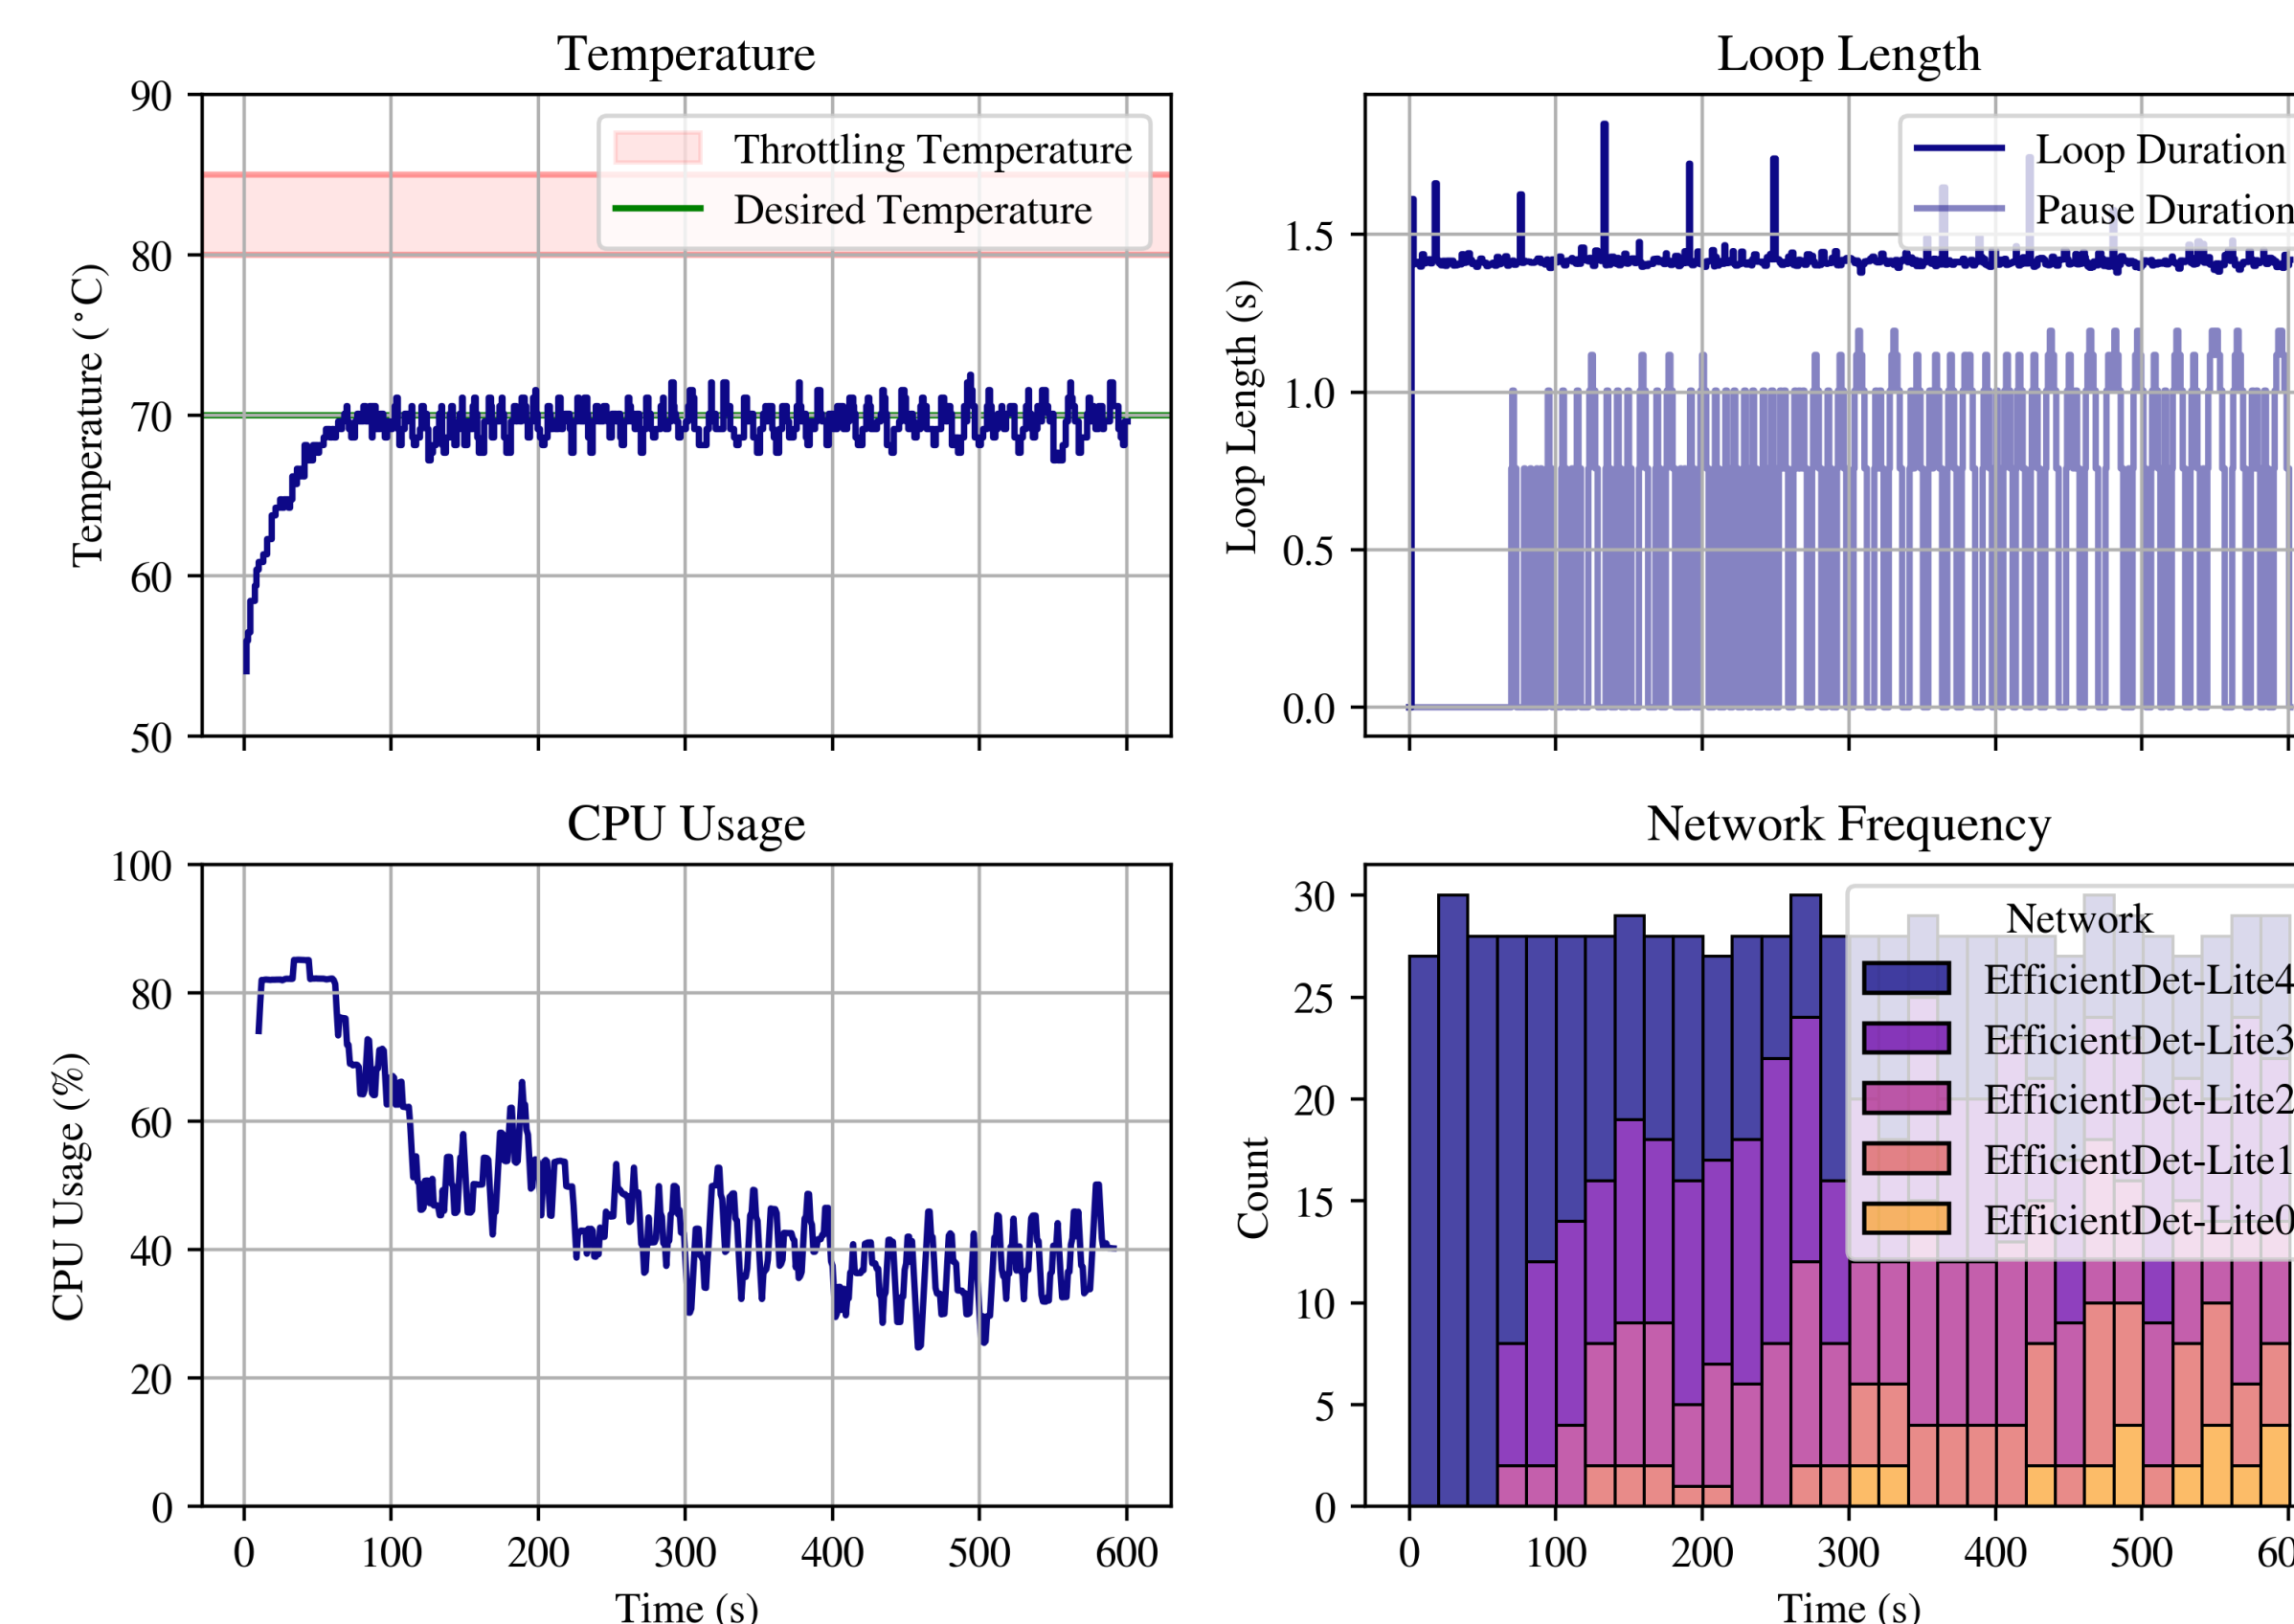 Temperature
90
80
70
60
50
Temperature (°C)
Throttling Temperature
Desired Temperature
Loop Length
1.5
1.0
0.5
0.0
Loop Length (s)
Loop Duration
Pause Duration
CPU Usage
100
80
60
40
20
0
CPU Usage (%)
0 100 200 300 400 500 600
Time (s)
Network Frequency
30
25
20
15
10
5
0
Count
Network
EfficientDet-Lite4
EfficientDet-Lite3
EfficientDet-Lite2
EfficientDet-Lite1
EfficientDet-Lite0
0 100 200 300 400 500 60
Time (s)